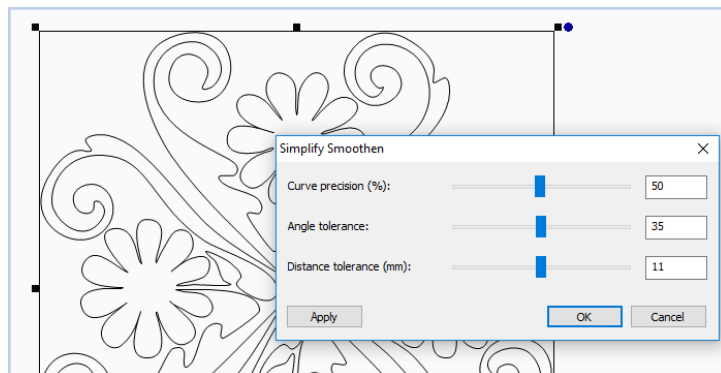 Simplify Smoothen
Curve precision (%): 50
Angle tolerance: 35
Distance tolerance (mm): 11
Apply OK Cancel